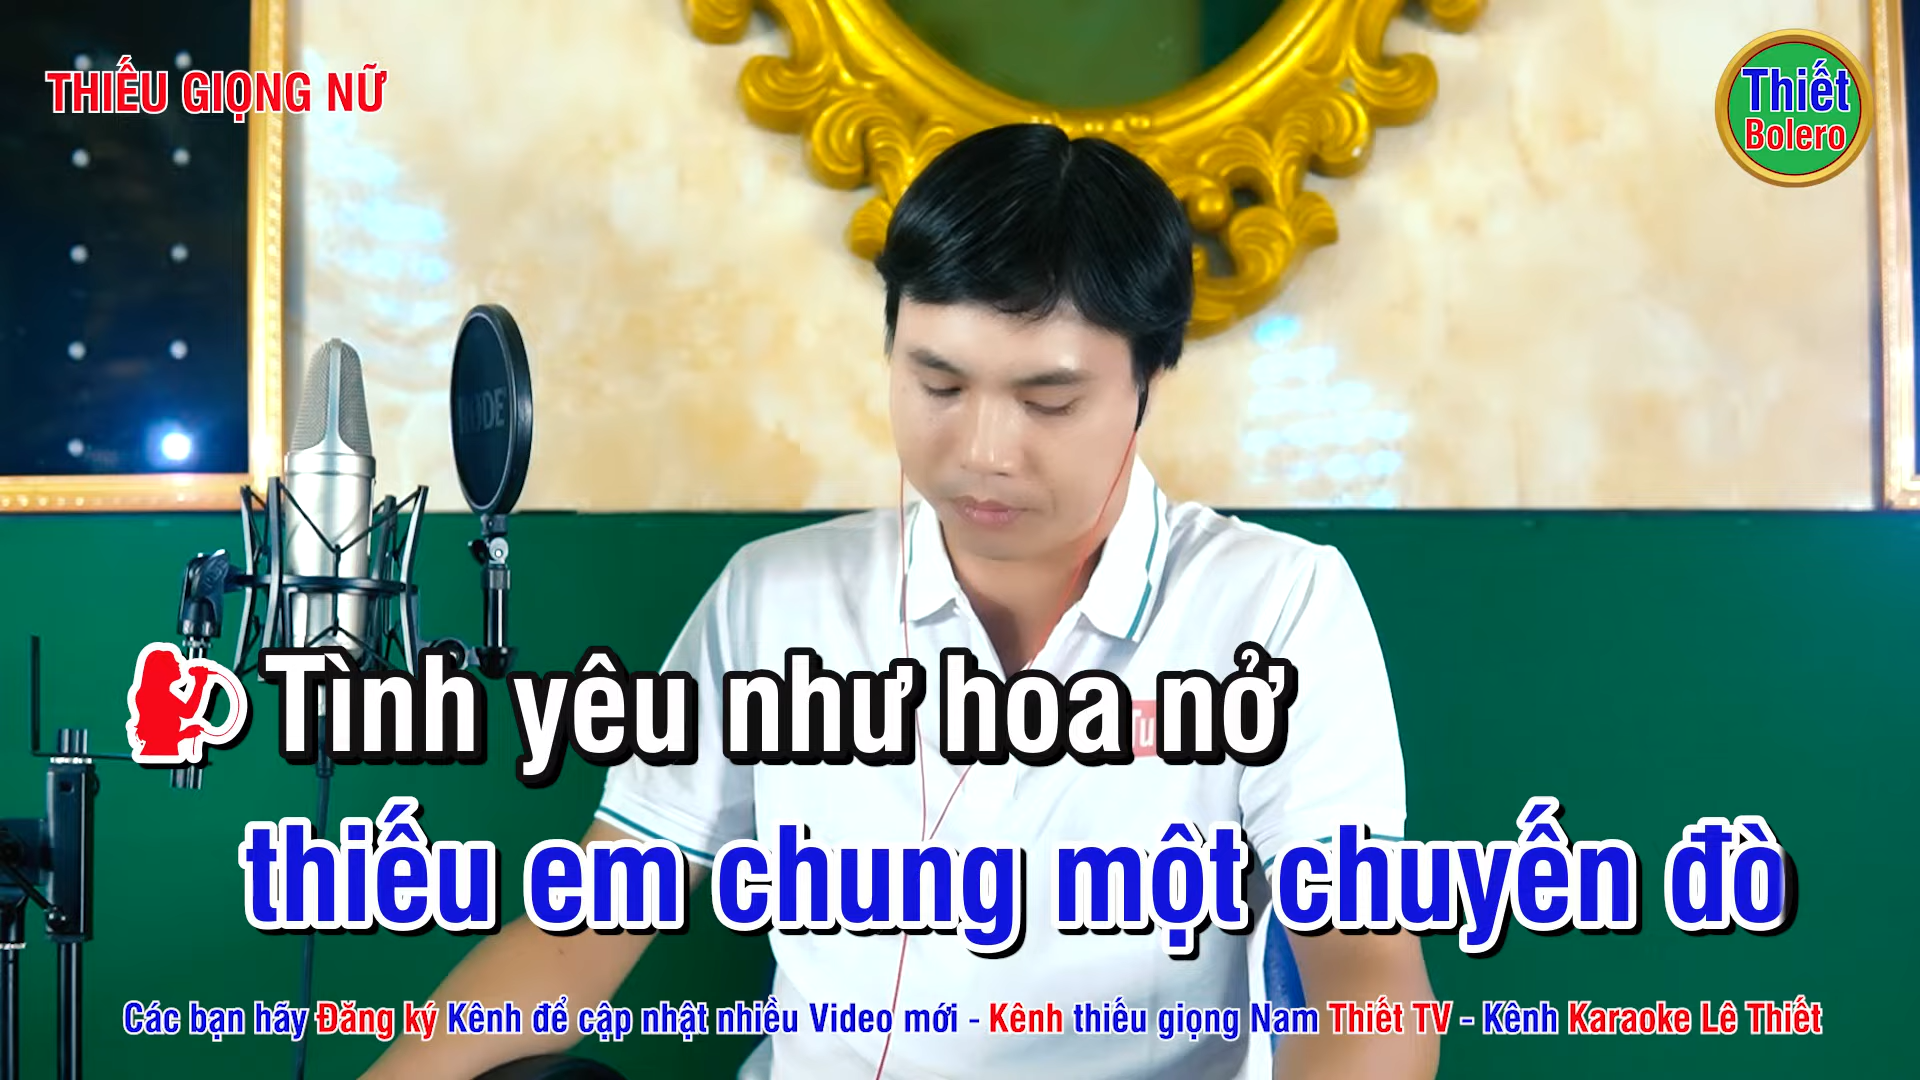 THIẾU GIỌNG NỮ
Thiết
Bolero
RØDE
Tu
Tình yêu như hoa nở
thiếu em chung một chuyến đò
Các bạn hãy Đăng ký Kênh để cập nhật nhiều Video mới - Kênh thiếu giọng Nam Thiết TV - Kênh Karaoke Lê Thiết